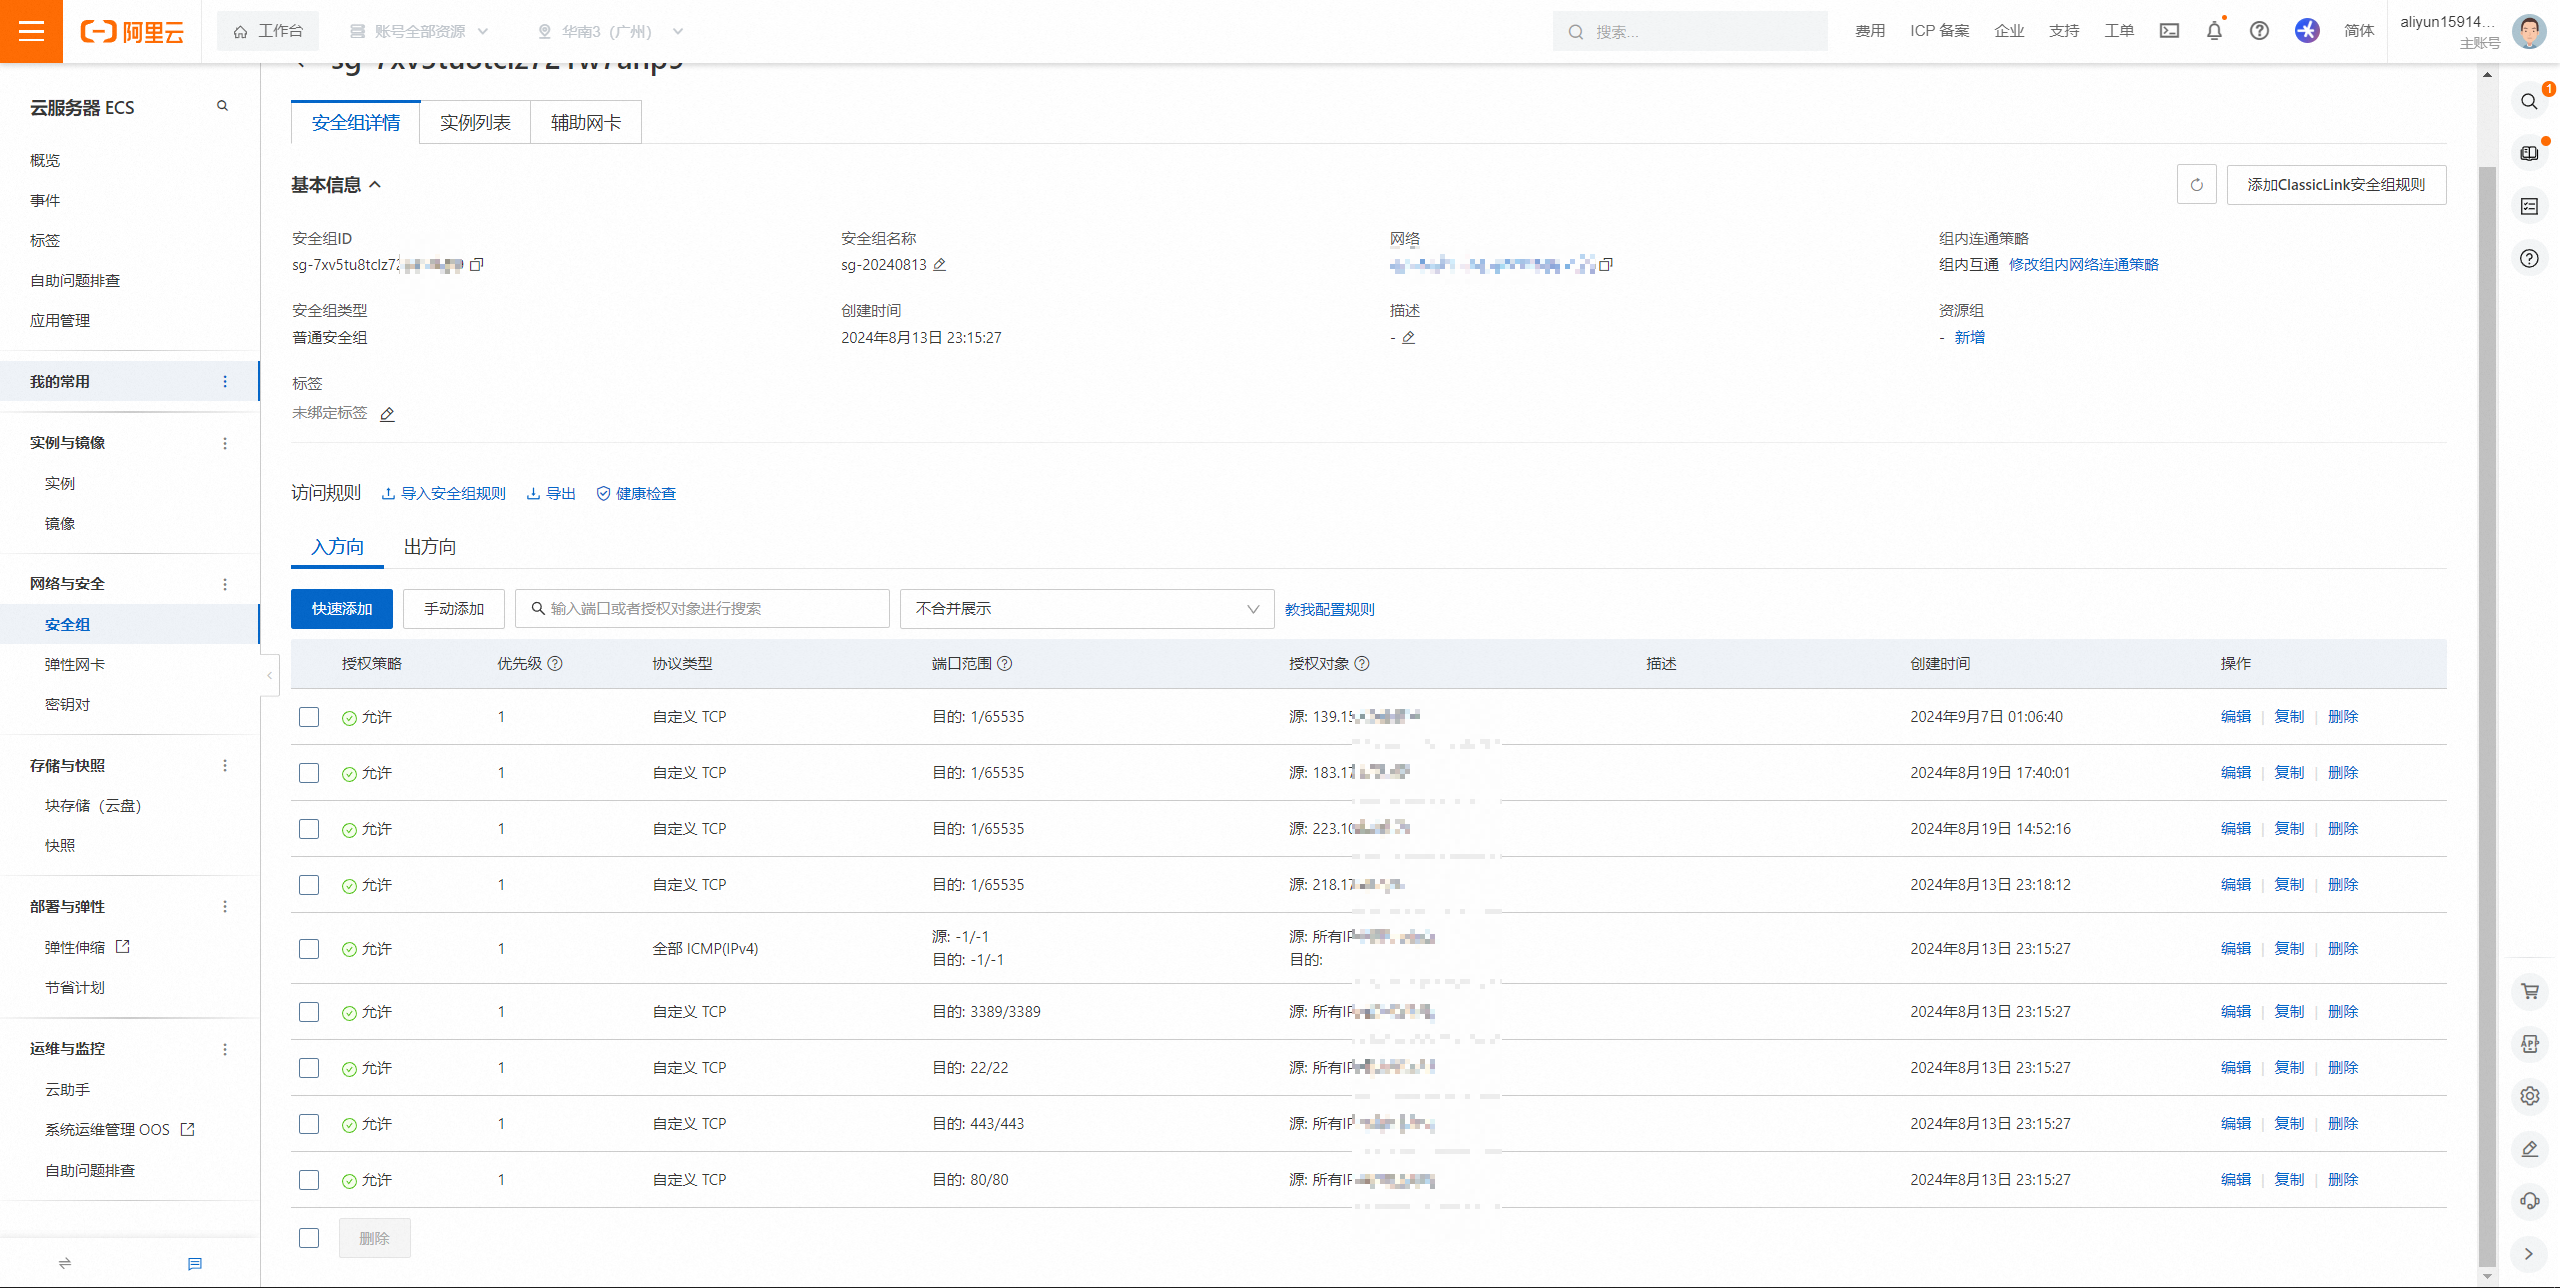 阿里云
工作台
账号全部资源
华南3（广州）
搜索...
费用
ICP 备案
企业
支持
工单
简体
aliyun15914...
主账号
云服务器 ECS
概览
事件
标签
自助问题排查
应用管理
我的常用
实例与镜像
实例
镜像
网络与安全
安全组
弹性网卡
密钥对
存储与快照
块存储（云盘）
快照
部署与弹性
弹性伸缩
节省计划
运维与监控
云助手
系统运维管理 OOS
自助问题排查
安全组详情
实例列表
辅助网卡
基本信息
添加ClassicLink安全组规则
安全组ID
sg-7xv5tu8tclz72
安全组名称
sg-20240813
网络
组内连通策略
组内互通 修改组内网络连通策略
安全组类型
普通安全组
创建时间
2024年8月13日 23:15:27
描述
-
资源组
- 新增
标签
未绑定标签
访问规则 导入安全组规则 导出 健康检查
入方向 出方向
快速添加 手动添加 输入端口或者授权对象进行搜索 不合并展示 教我配置规则
授权策略 优先级 协议类型 端口范围 授权对象 描述 创建时间 操作
允许 1 自定义 TCP 目的: 1/65535 源: 139.15 2024年9月7日 01:06:40 编辑 | 复制 | 删除
允许 1 自定义 TCP 目的: 1/65535 源: 183.17 2024年8月19日 17:40:01 编辑 | 复制 | 删除
允许 1 自定义 TCP 目的: 1/65535 源: 223.10 2024年8月19日 14:52:16 编辑 | 复制 | 删除
允许 1 自定义 TCP 目的: 1/65535 源: 218.17 2024年8月13日 23:18:12 编辑 | 复制 | 删除
允许 1 全部 ICMP(IPv4) 源: -1/-1 源: 所有IP 2024年8月13日 23:15:27 编辑 | 复制 | 删除
目的: -1/-1 目的:
允许 1 自定义 TCP 目的: 3389/3389 源: 所有IP 2024年8月13日 23:15:27 编辑 | 复制 | 删除
允许 1 自定义 TCP 目的: 22/22 源: 所有IP 2024年8月13日 23:15:27 编辑 | 复制 | 删除
允许 1 自定义 TCP 目的: 443/443 源: 所有IP 2024年8月13日 23:15:27 编辑 | 复制 | 删除
允许 1 自定义 TCP 目的: 80/80 源: 所有IP 2024年8月13日 23:15:27 编辑 | 复制 | 删除
删除
1
APP